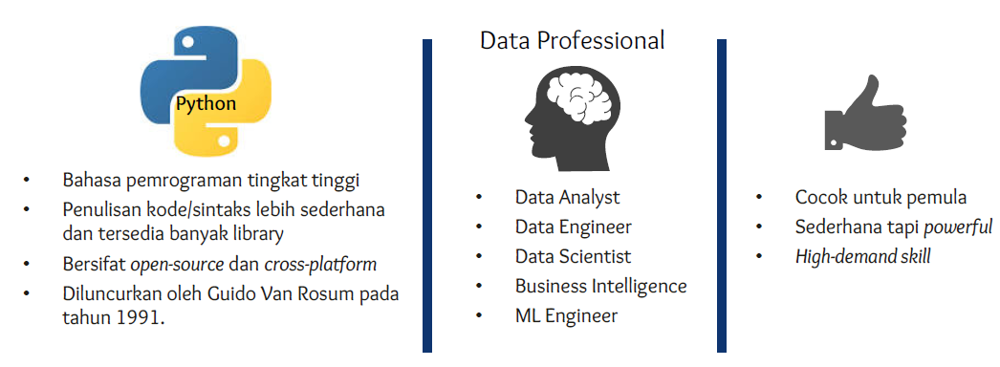 Python
• Bahasa pemrograman tingkat tinggi
• Penulisan kode/sintaks lebih sederhana
dan tersedia banyak library
• Bersifat open-source dan cross-platform
• Diluncurkan oleh Guido Van Rosum pada
tahun 1991.
Data Professional
• Data Analyst
• Data Engineer
• Data Scientist
• Business Intelligence
• ML Engineer
• Cocok untuk pemula
• Sederhana tapi powerful
• High-demand skill